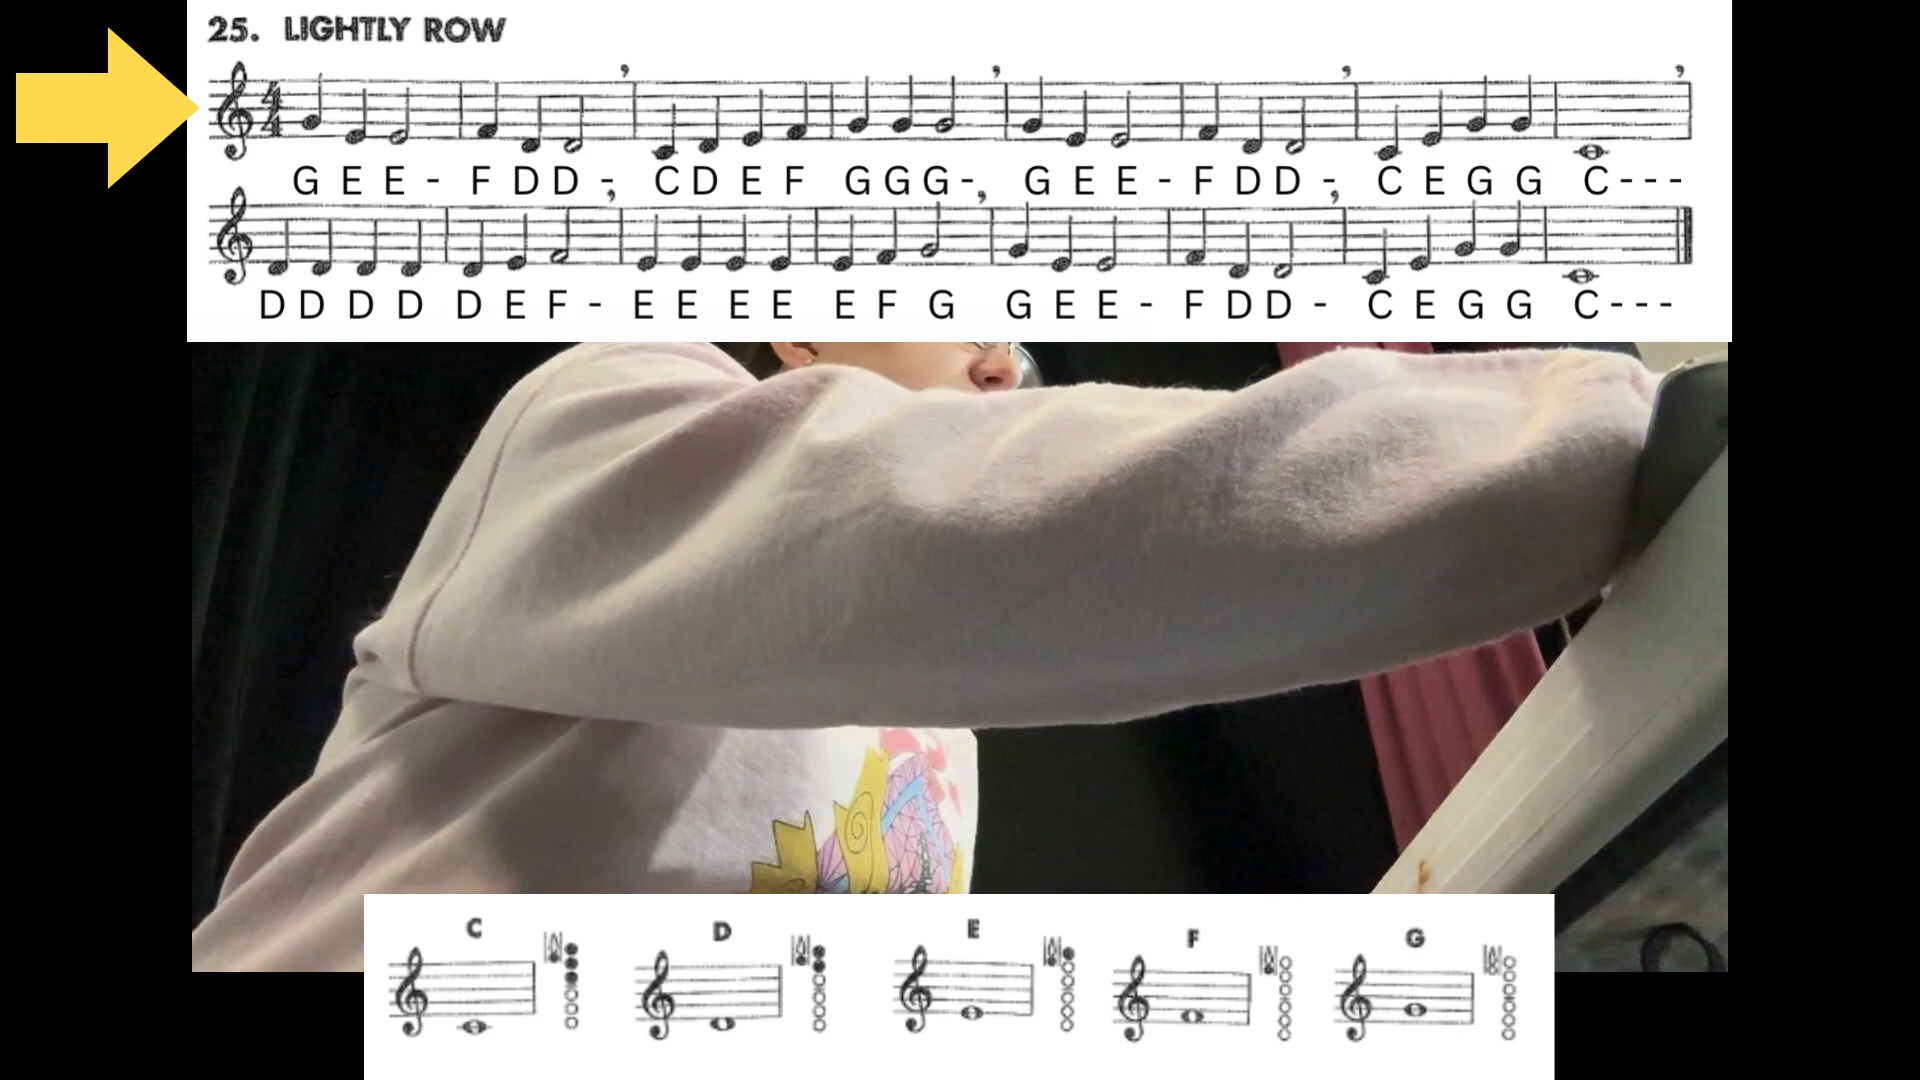 25. LIGHTLY ROW
G E E - F D D - C D E F G G G - G E E - F D D - C E G G C - - -
D D D D D E F - E E E E E F G G E E - F D D - C E G G C - - -
C D E F G